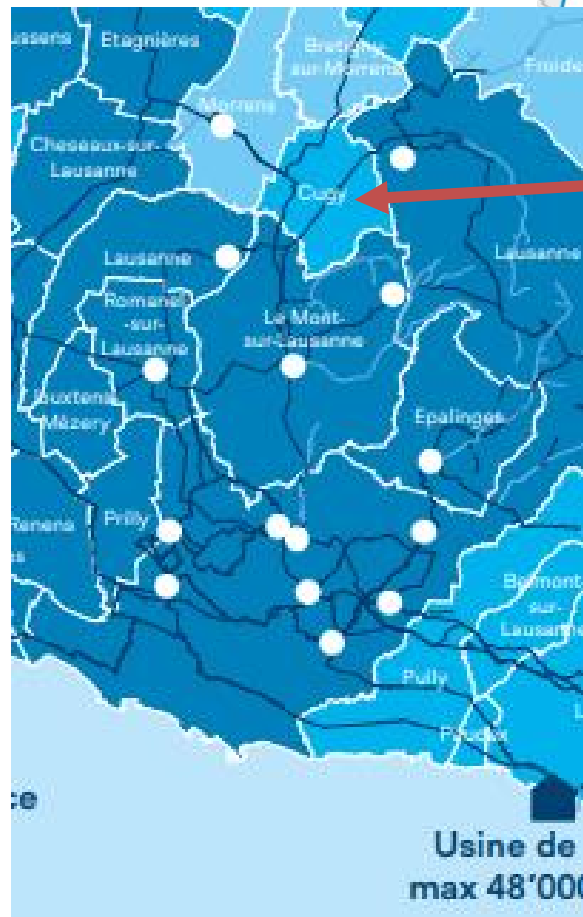 Etagnières
Bretigny-
sur-Morrens
Morrens
Cheseaux-sur-
Lausanne
Cugy
Lausanne
Lausanne
Romanel
-sur-
Lausanne
Le Mont-
sur-Lausanne
Jouxtens-
Mézery
Epalinges
Prilly
Renens
Belmont-
sur-
Lausanne
Pully
Paudex
Usine de
max 48'000